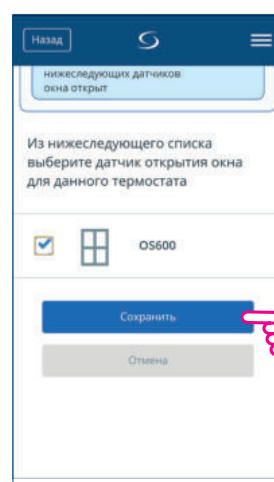 Назад
нижеследующих датчиков
окна открыт
Из нижеследующего списка
выберите датчик открытия окна
для данного термостата
OS600
Сохранить
Отмена